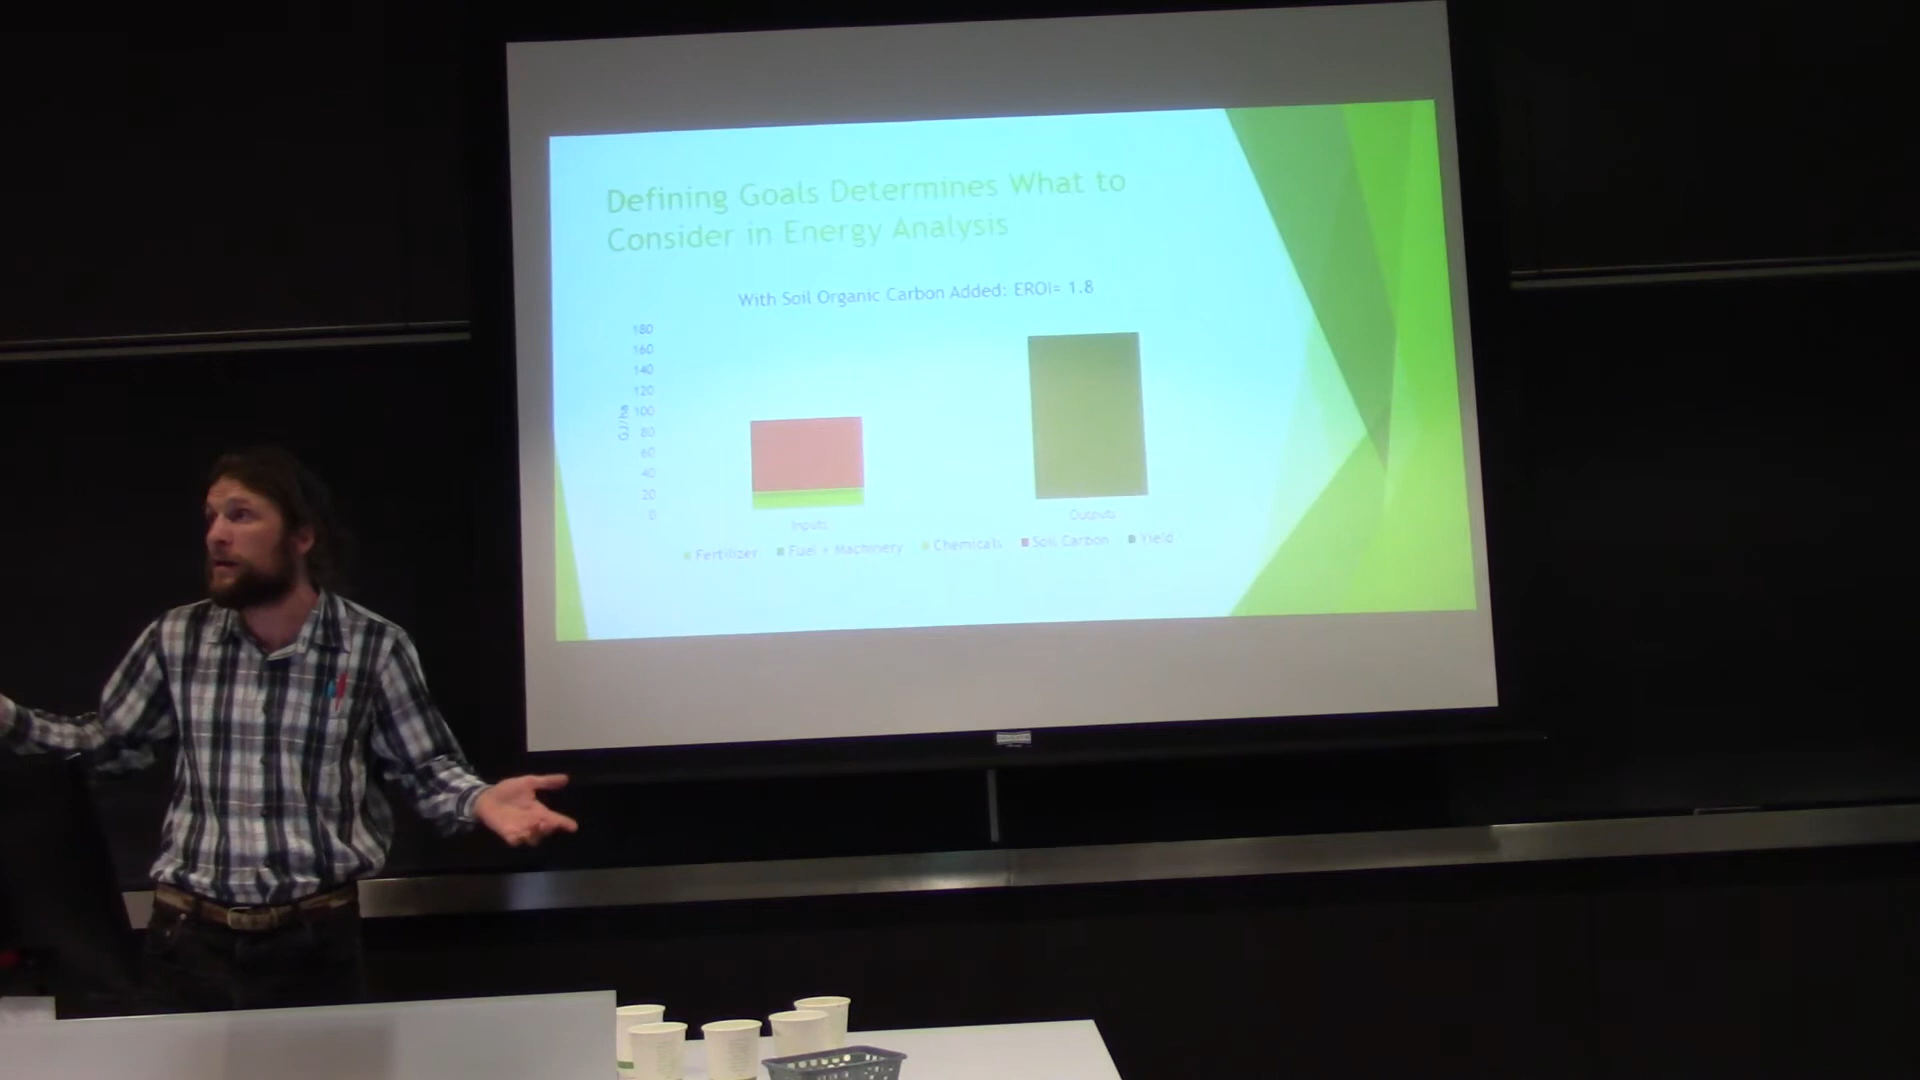 Defining Goals Determines What to
Consider in Energy Analysis
With Soil Organic Carbon Added: EROI= 1.8
180
160
140
120
100
80
60
40
20
0
GJ/ha
Inputs
Outputs
Fertilizer Fuel + Machinery Chemicals Soil Carbon Yield